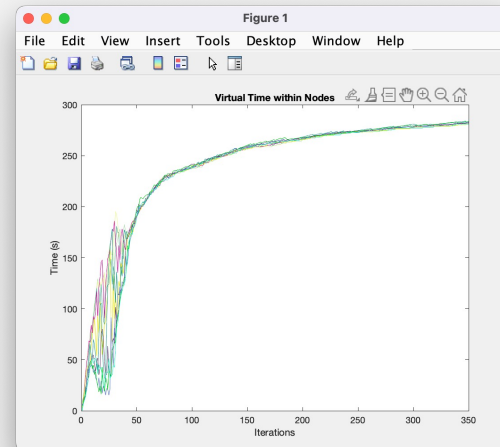 Figure 1
File Edit View Insert Tools Desktop Window Help
Virtual Time within Nodes
300
250
200
150
100
50
0
Time (s)
0 50 100 150 200 250 300 350
Iterations